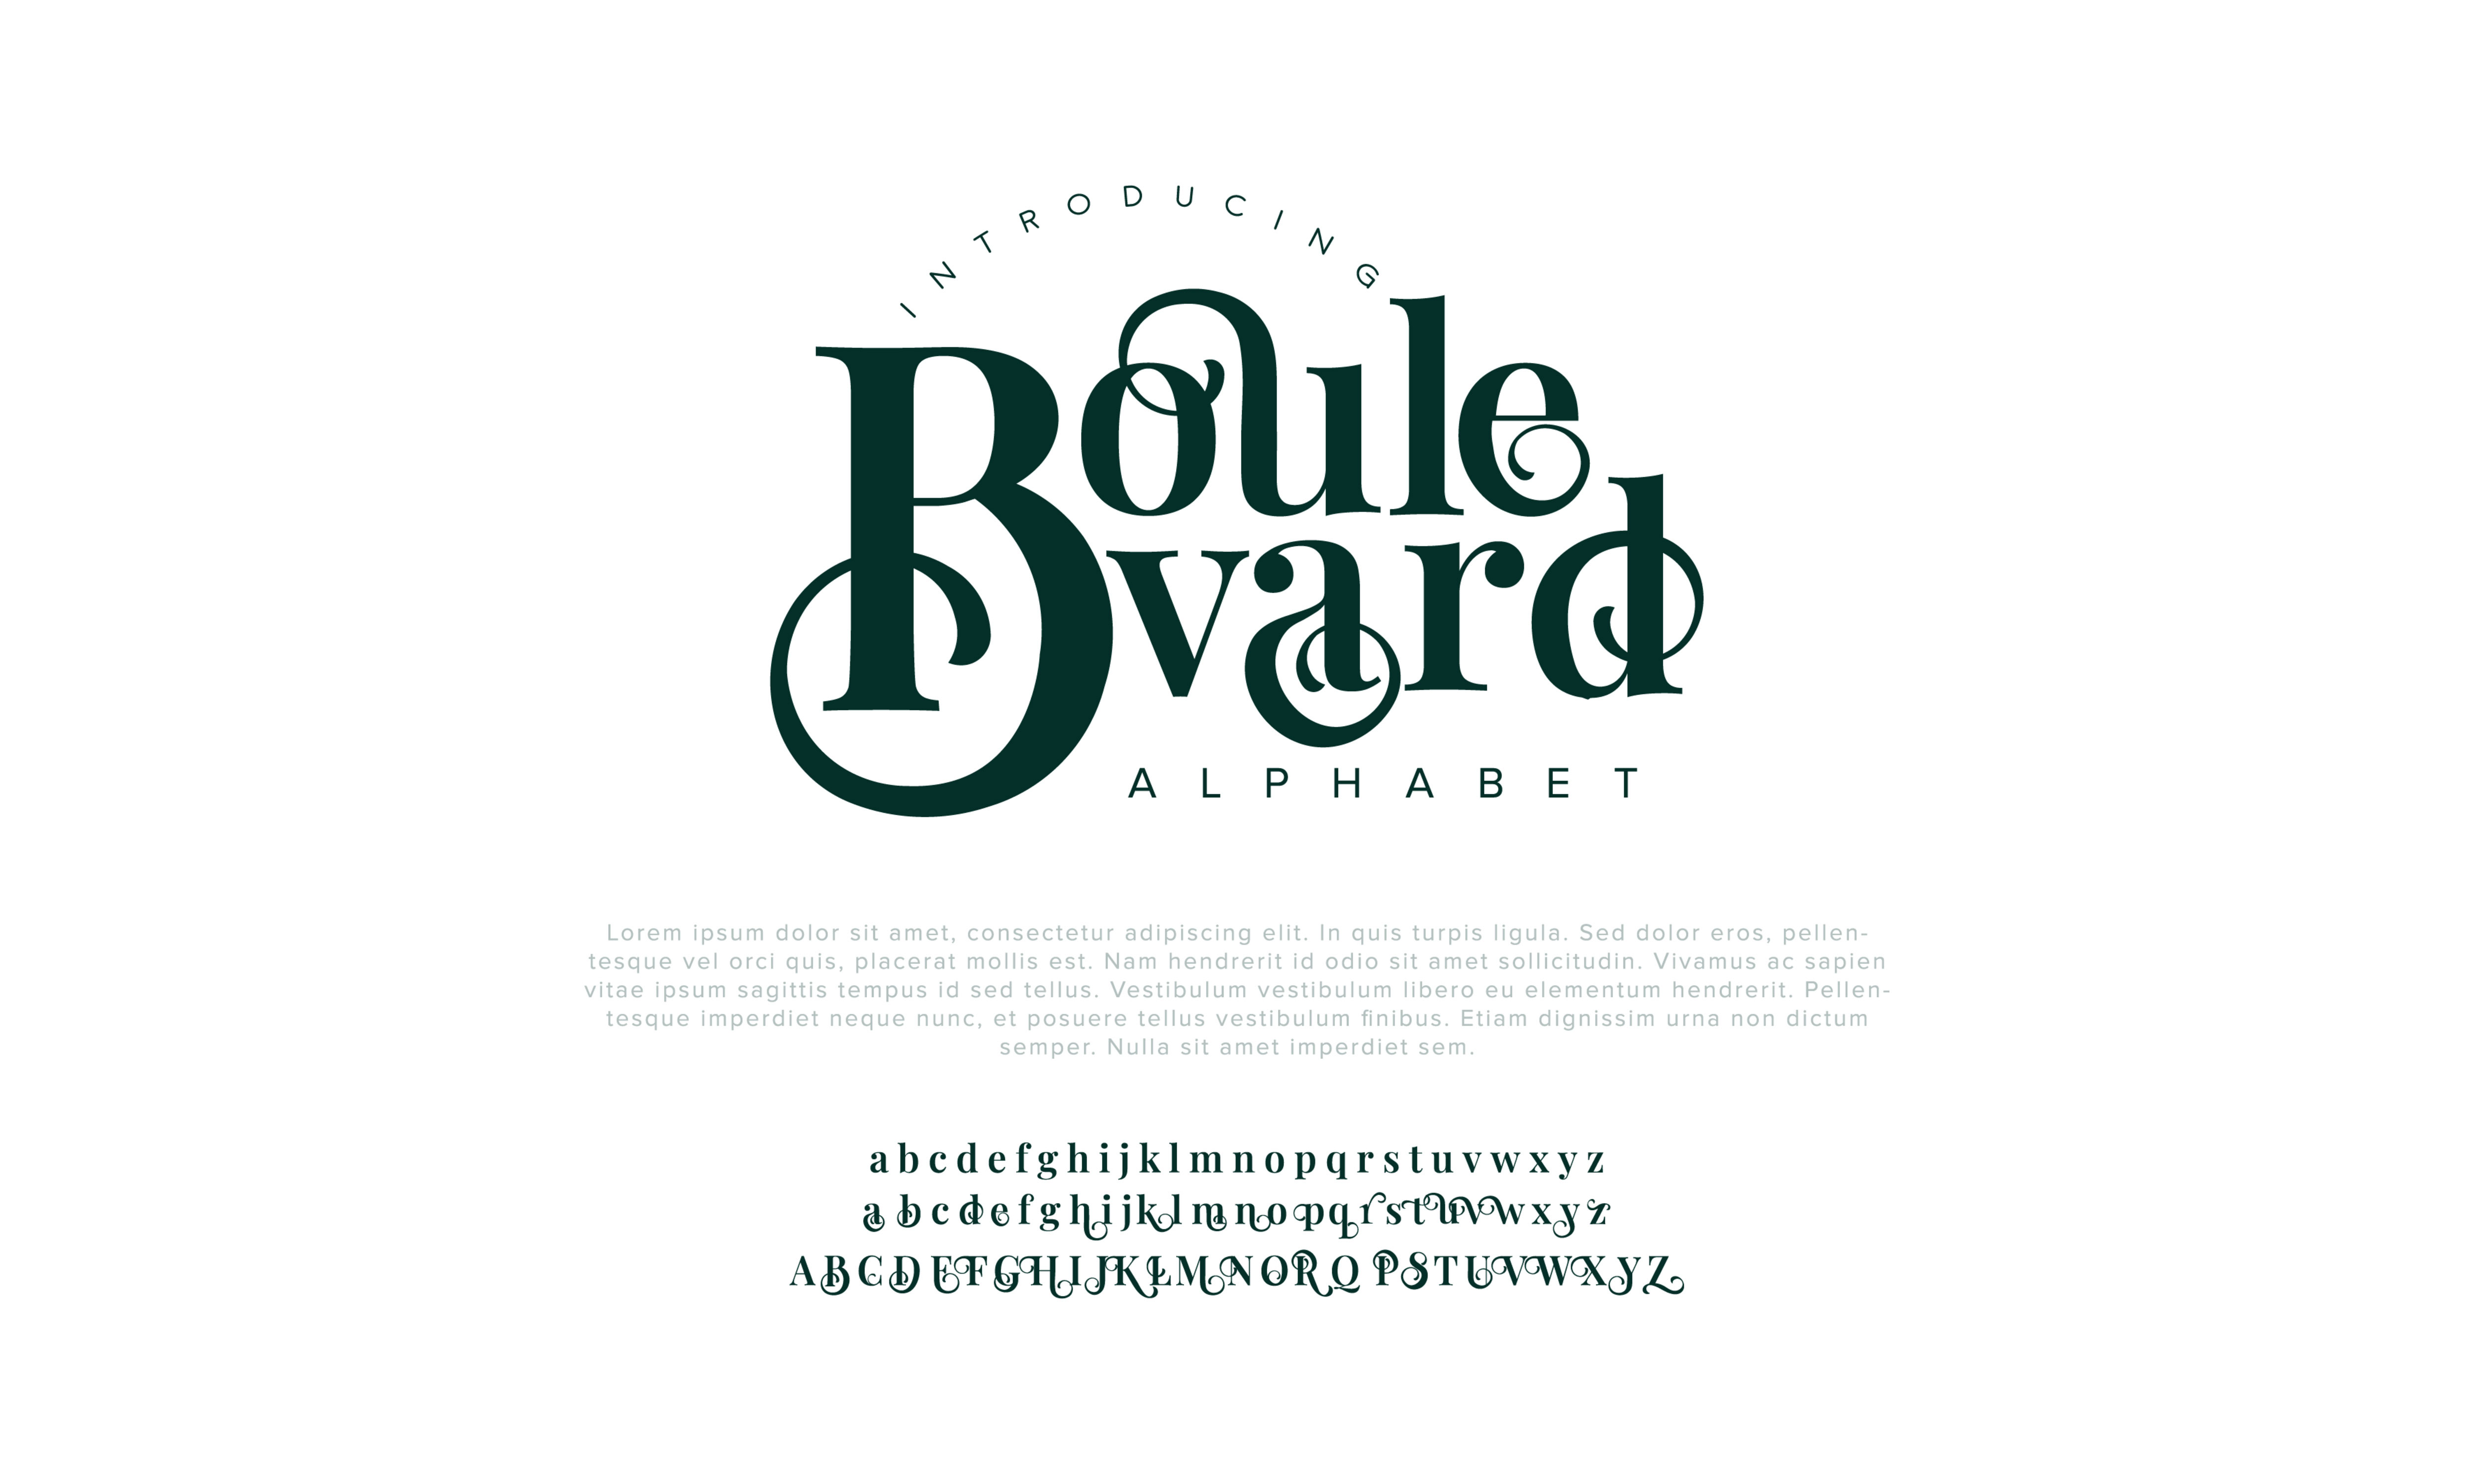 INTRODUCING
Boule
vard
ALPHABET
Lorem ipsum dolor sit amet, consectetur adipiscing elit. In quis turpis ligula. Sed dolor eros, pellen-
tesque vel orci quis, placerat mollis est. Nam hendrerit id odio sit amet sollicitudin. Vivamus ac sapien
vitae ipsum sagittis tempus id sed tellus. Vestibulum vestibulum libero eu elementum hendrerit. Pellen-
tesque imperdiet neque nunc, et posuere tellus vestibulum finibus. Etiam dignissim urna non dictum
semper. Nulla sit amet imperdiet sem.
a b c d e f g h i j k l m n o p q r s t u v w x y z
a b c d e f g h i j k l m n o p q r s t u v w x y z
A B C D E F G H I J K L M N O R Q P S T U V W X Y Z